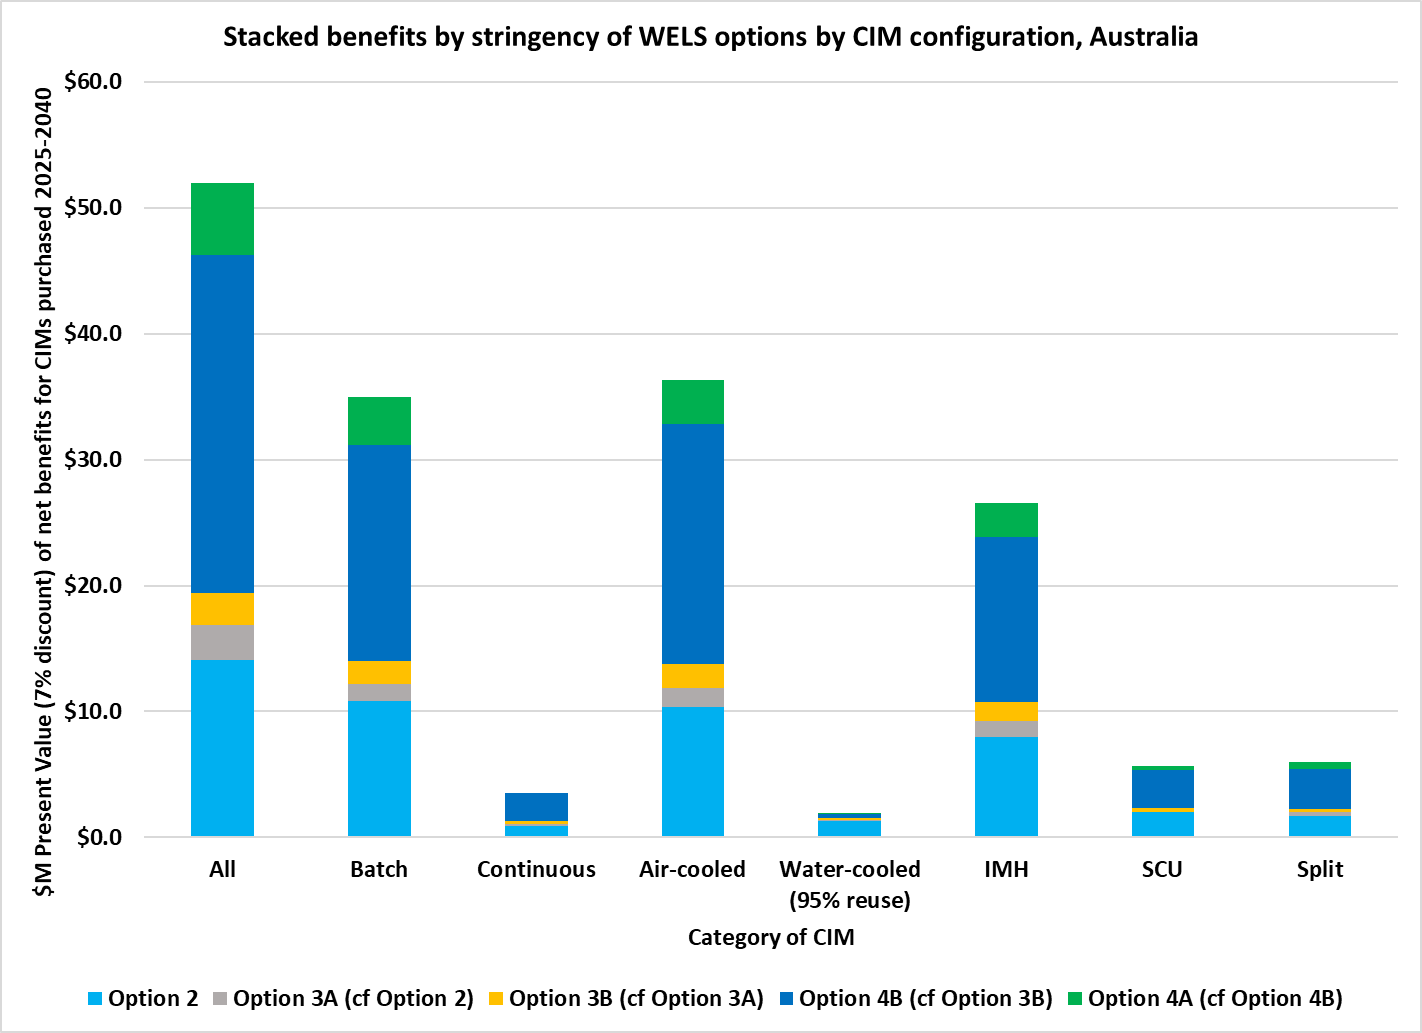 Stacked benefits by stringency of WELS options by CIM configuration, Australia
$M Present Value (7% discount) of net benefits for CIMs purchased 2025-2040
$60.0
$50.0
$40.0
$30.0
$20.0
$10.0
$0.0
All Batch Continuous Air-cooled Water-cooled IMH SCU Split
(95% reuse)
Category of CIM
Option 2 Option 3A (cf Option 2) Option 3B (cf Option 3A) Option 4B (cf Option 3B) Option 4A (cf Option 4B)